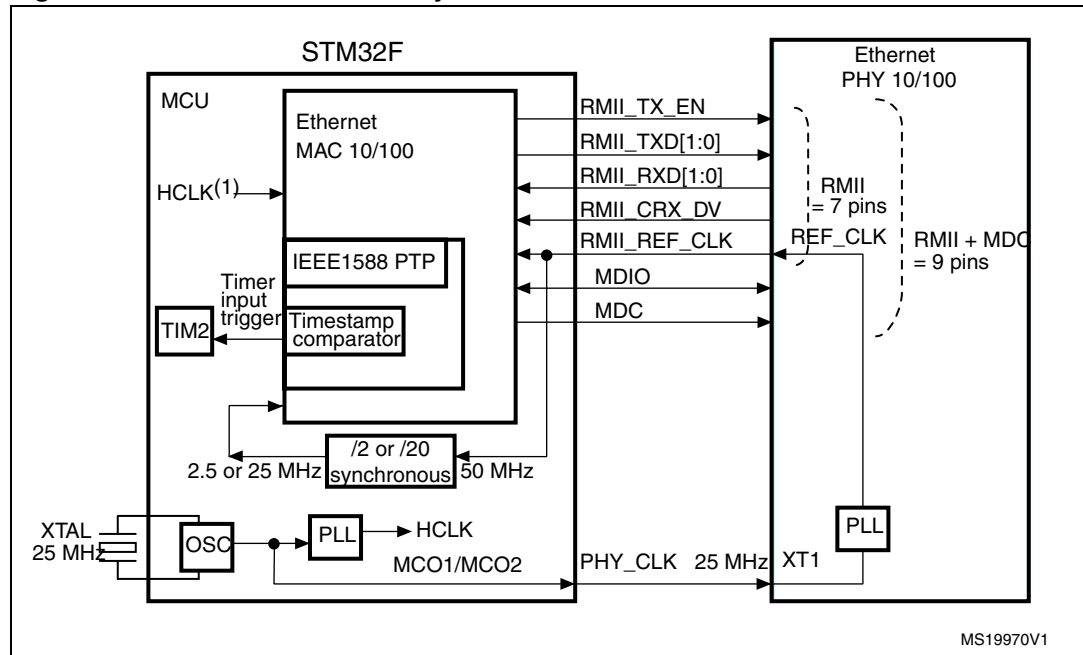 STM32F
MCU
Ethernet
MAC 10/100
HCLK(1)
IEEE1588 PTP
Timer
input
trigger
TIM2
Timestamp
comparator
/2 or /20
synchronous
2.5 or 25 MHz
50 MHz
XTAL
25 MHz
OSC
PLL
HCLK
MCO1/MCO2
RMII_TX_EN
RMII_TXD[1:0]
RMII_RXD[1:0]
RMII_CRX_DV
RMII_REF_CLK
MDIO
MDC
PHY_CLK 25 MHz
Ethernet
PHY 10/100
RMII
= 7 pins
REF_CLK
RMII + MDC
= 9 pins
PLL
XT1
MS19970V1